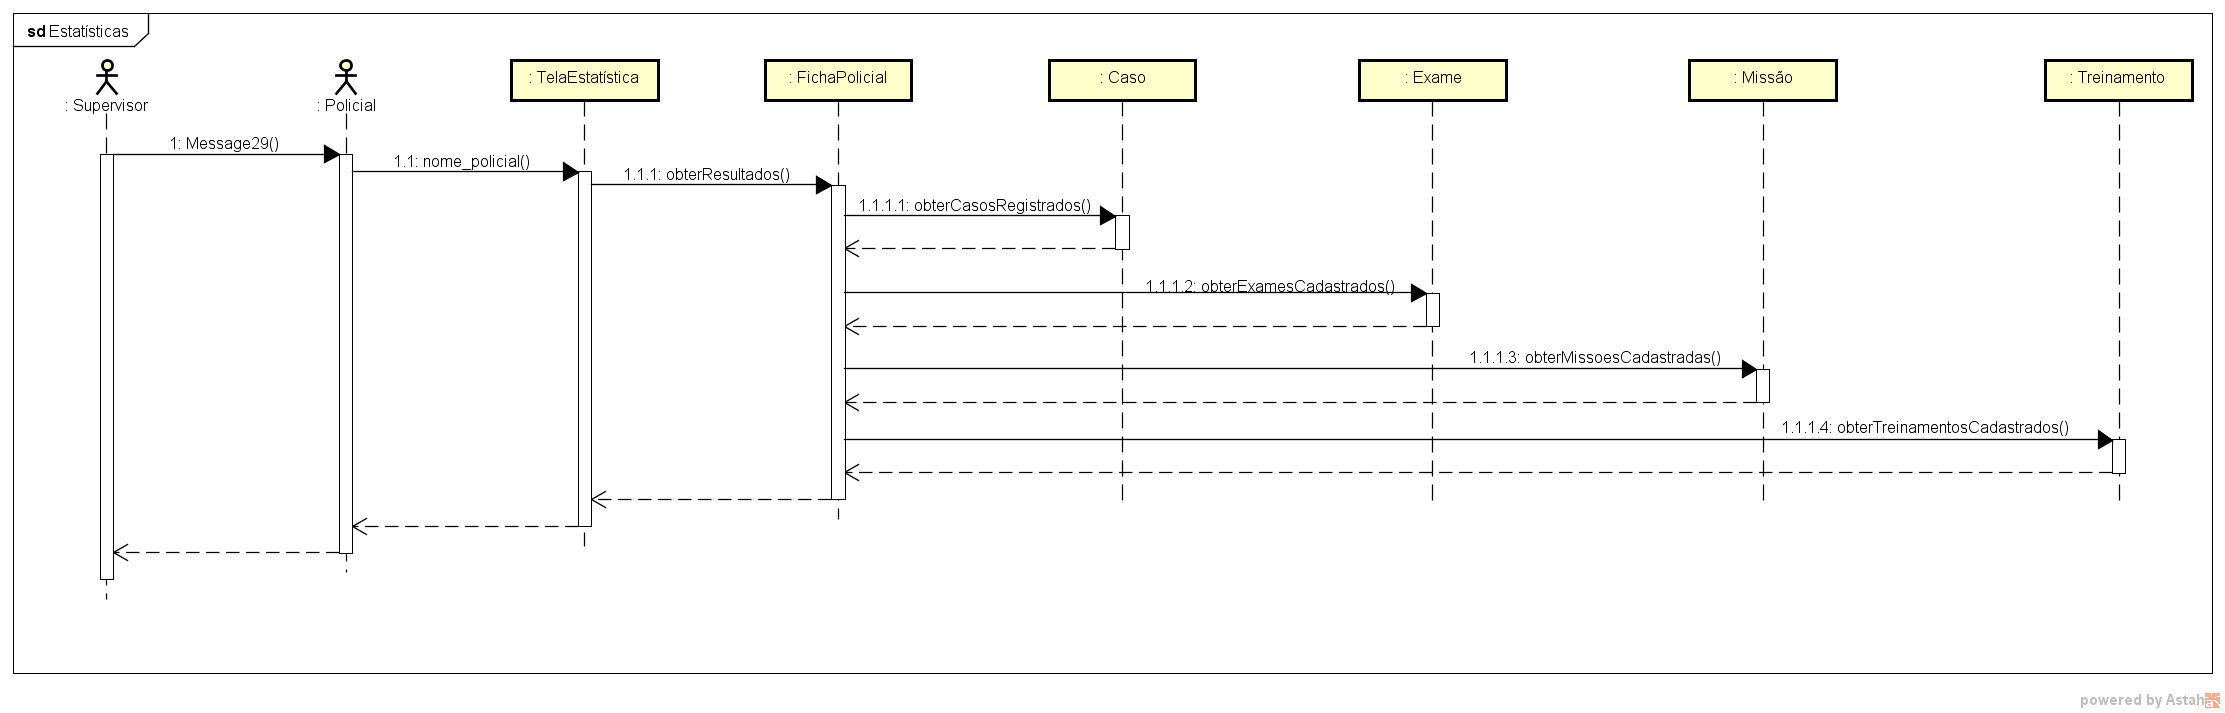 sd Estatísticas
: Supervisor
: Policial
: TelaEstatística
: FichaPolicial
: Caso
: Exame
: Missão
: Treinamento
1: Message29()
1.1: nome_policial()
1.1.1: obterResultados()
1.1.1.1: obterCasosRegistrados()
1.1.1.2: obterExamesCadastrados()
1.1.1.3: obterMissoesCadastradas()
1.1.1.4: obterTreinamentosCadastrados()
powered by Astah